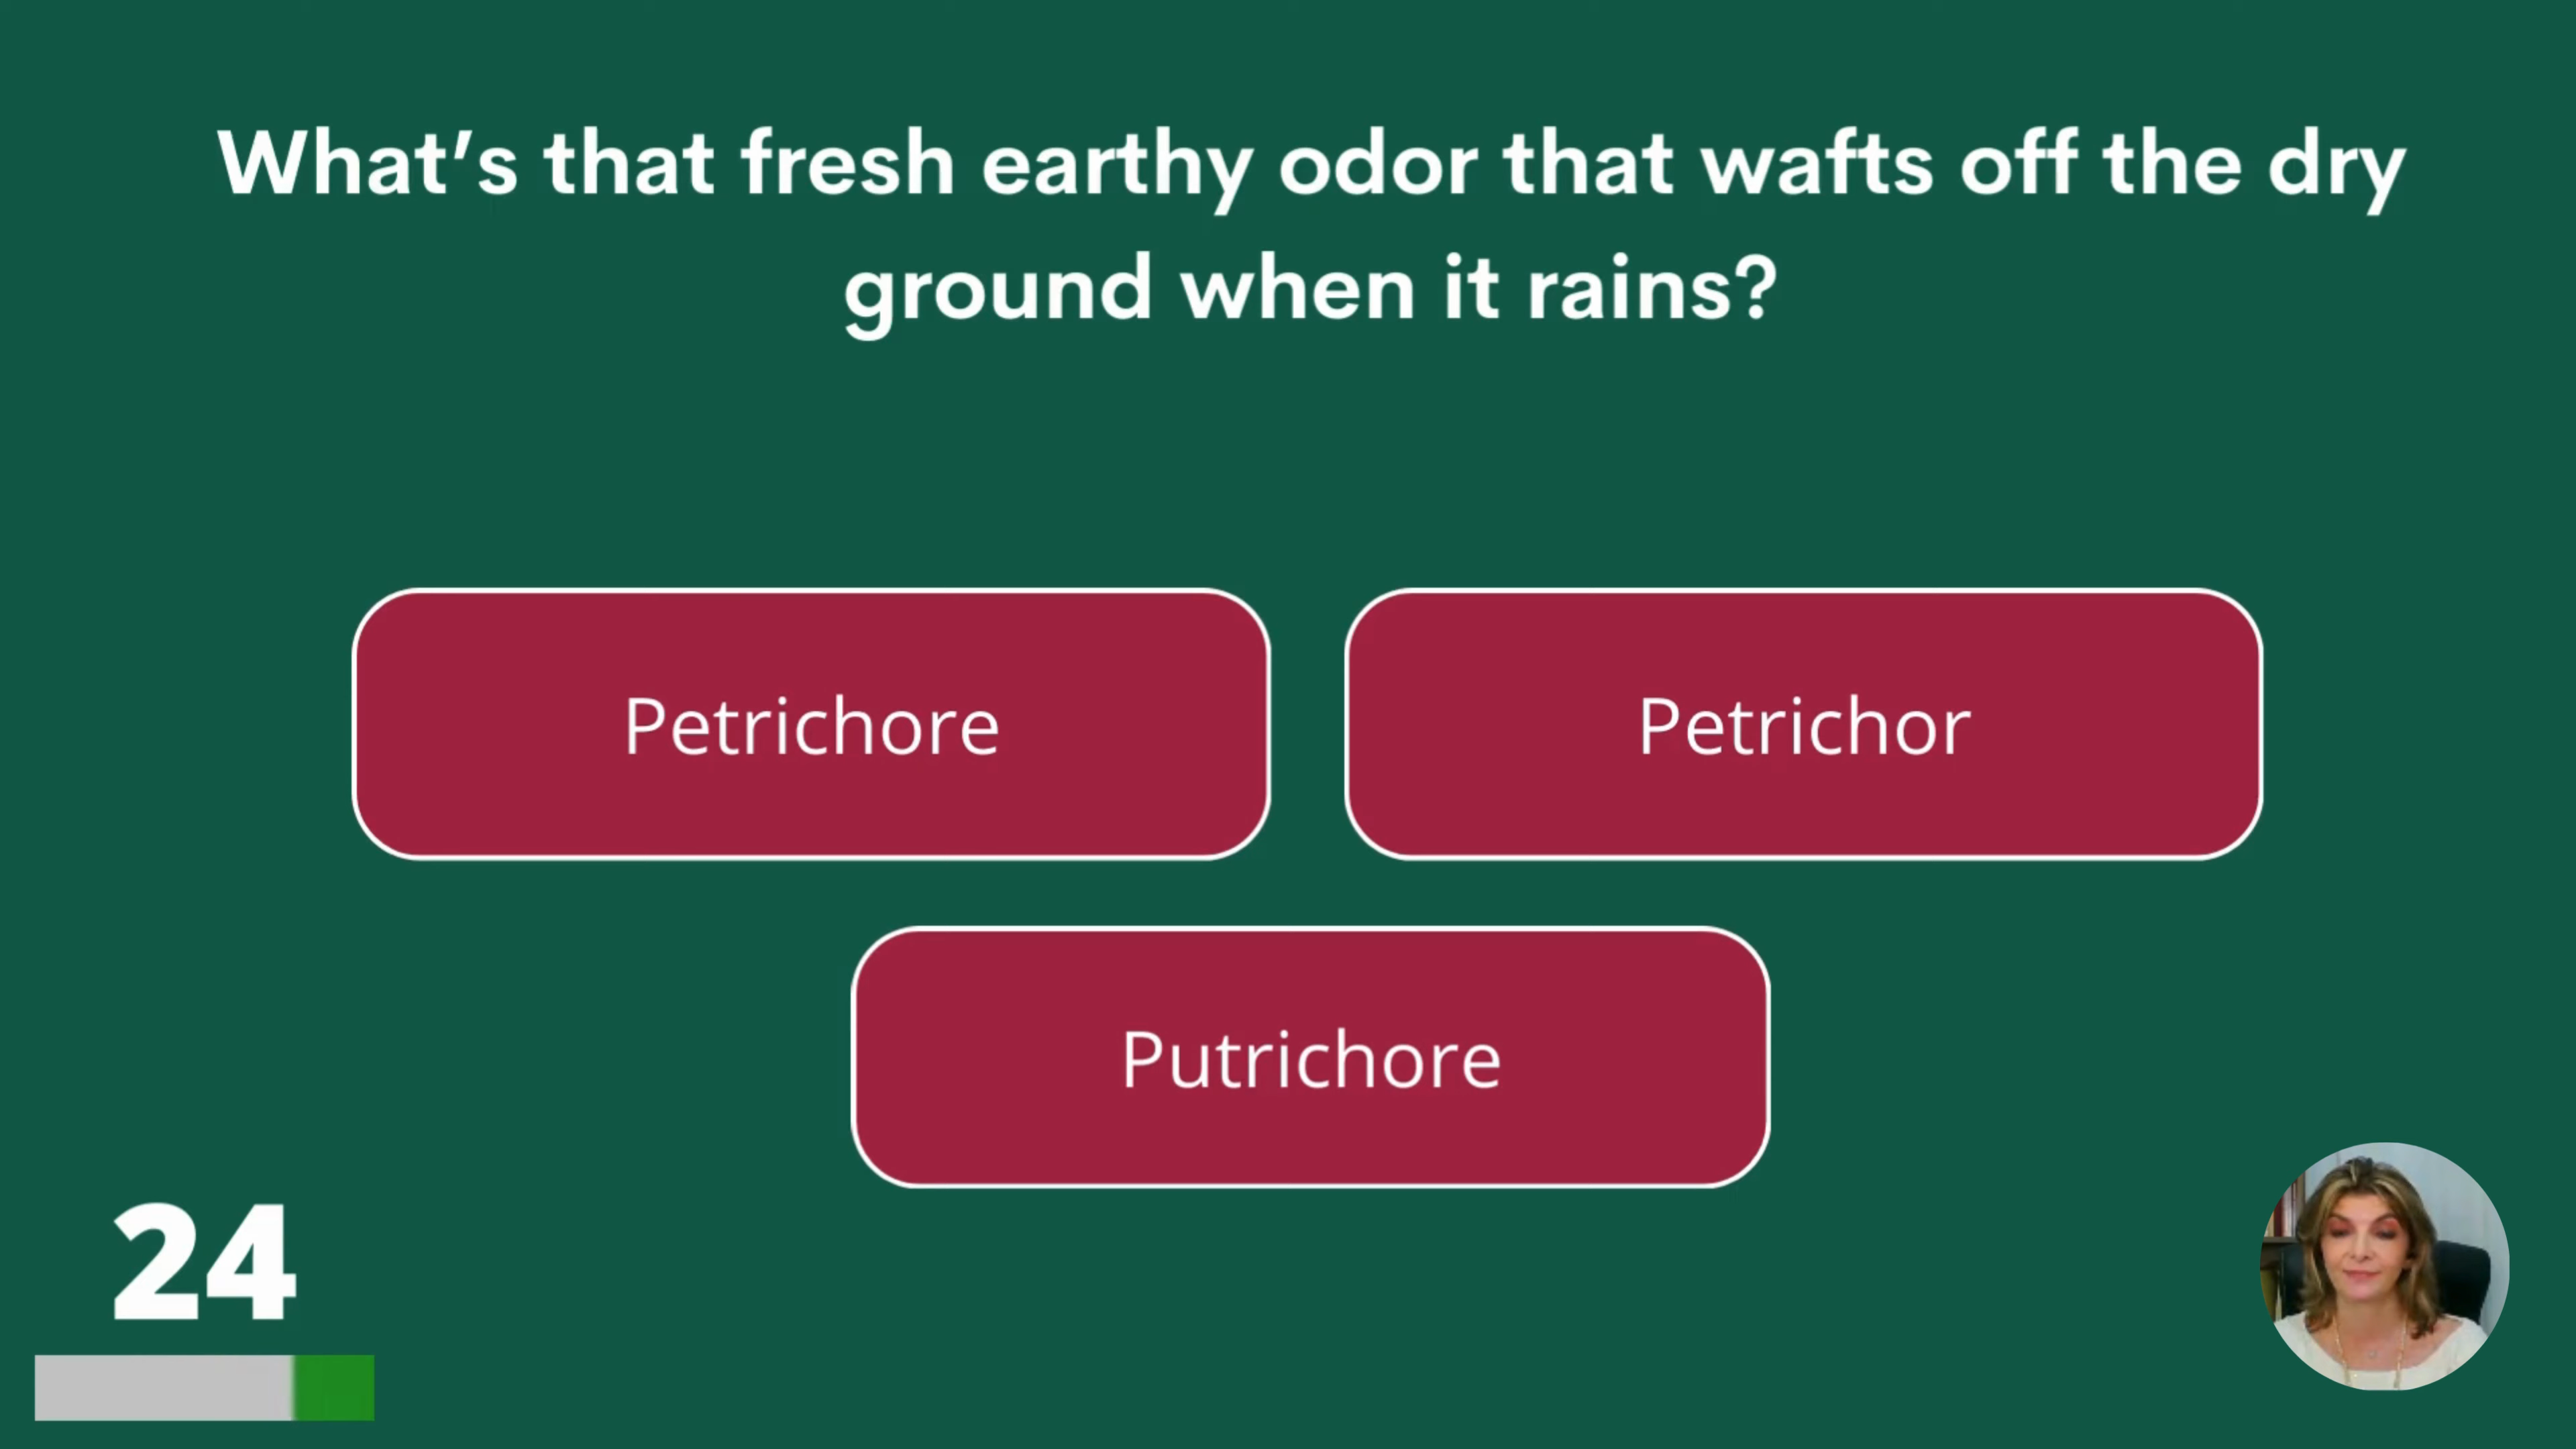 What's that fresh earthy odor that wafts off the dry
ground when it rains?
Petrichore
Petrichor
Putrichore
24